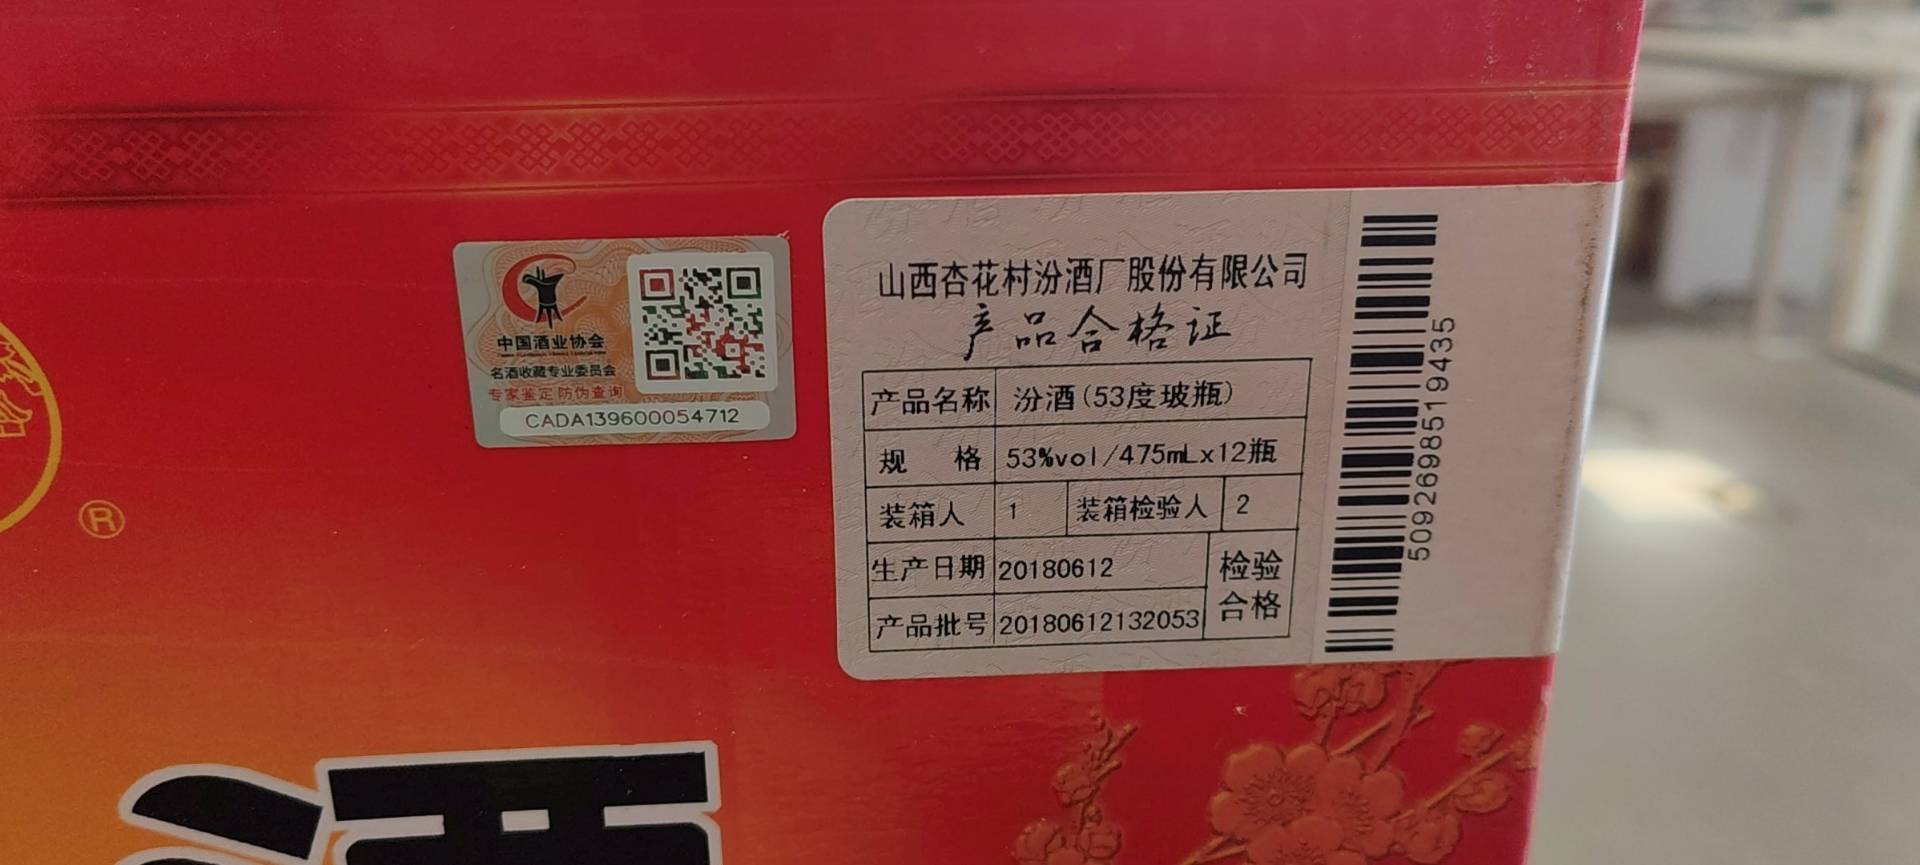 ®
中国酒业协会
名酒收藏专业委员会
专家鉴定 防伪查询
CADA139600054712
山西杏花村汾酒厂股份有限公司
产品合格证
产品名称 汾酒(53度玻瓶)
规 格 53%vol/475mLx12瓶
装箱人 1 装箱检验人 2
生产日期 20180612 检验
产品批号 20180612132053 合格
5092698519435
酒